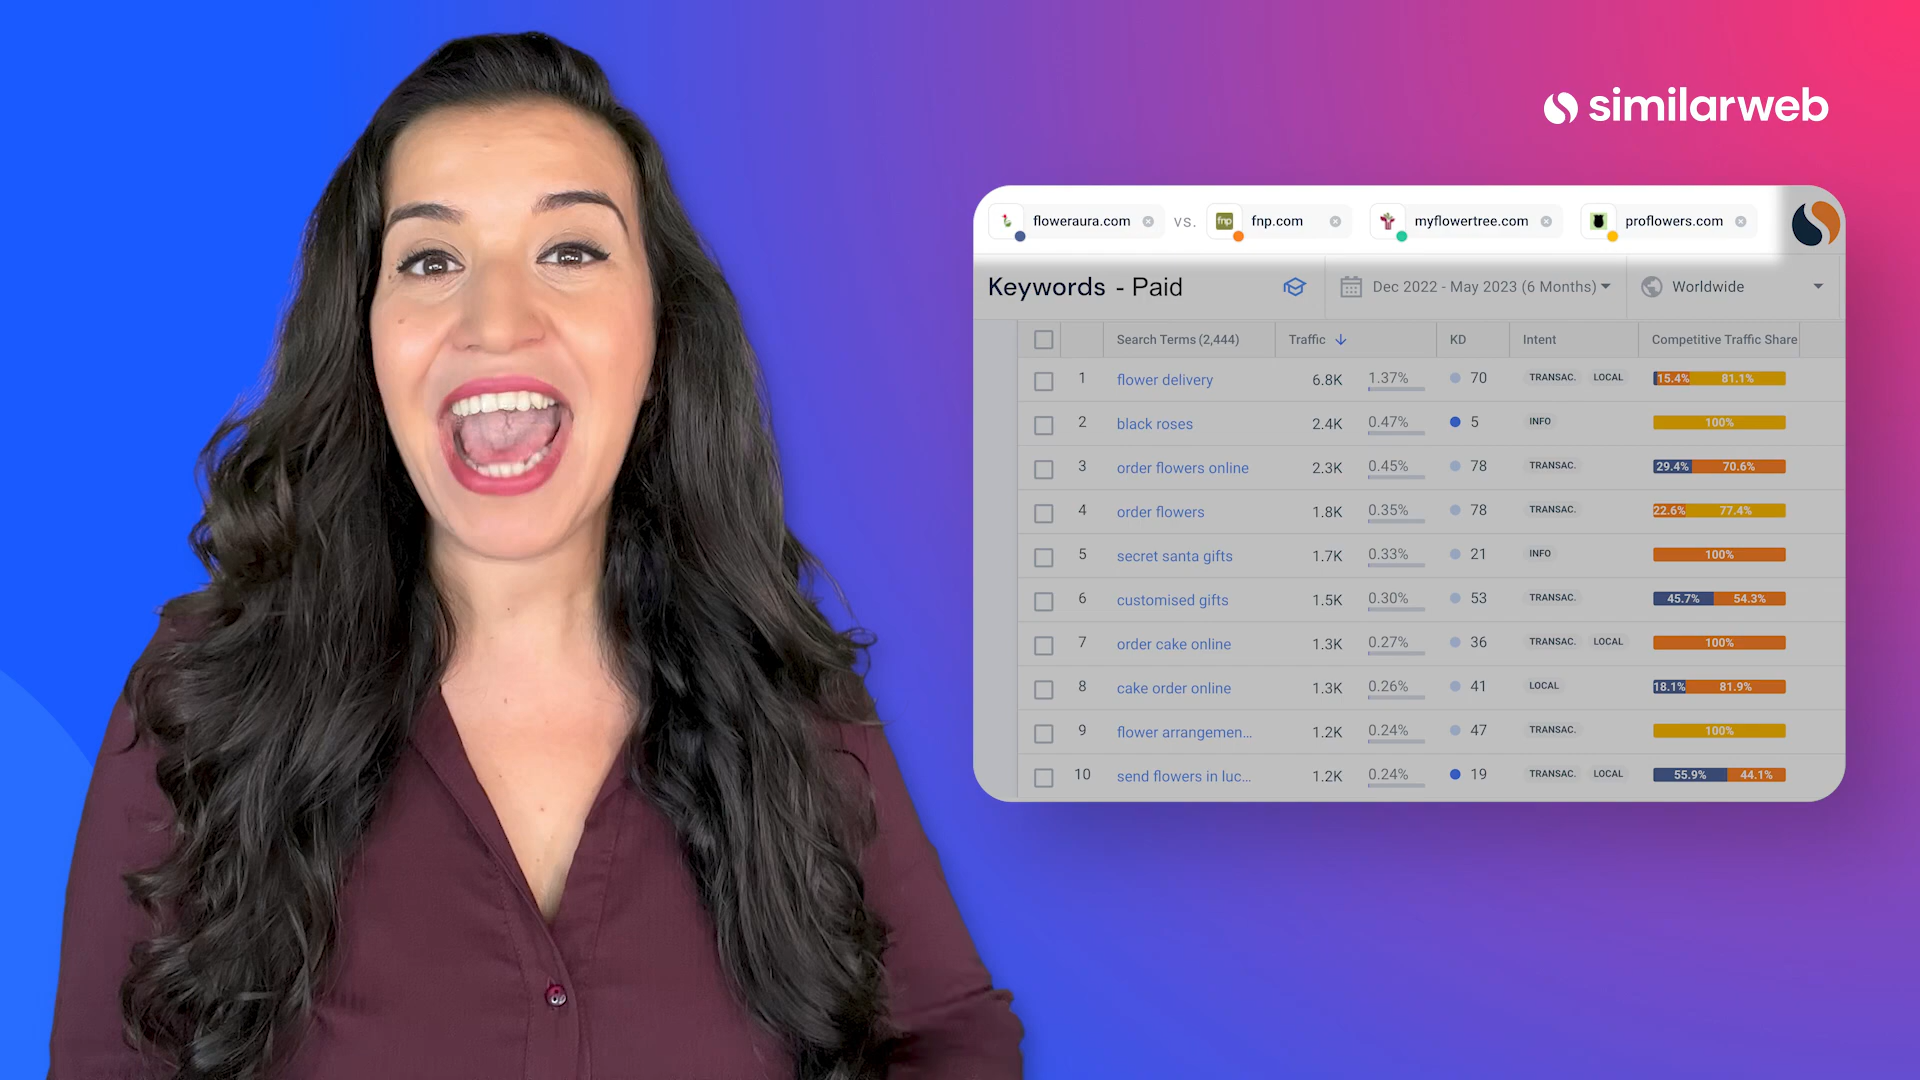 similarweb
floweraura.com vs. fnp fnp.com myflowertree.com proflowers.com
Keywords - Paid Dec 2022 - May 2023 (6 Months) Worldwide
Search Terms (2,444) Traffic KD Intent Competitive Traffic Share
1 flower delivery 6.8K 1.37% 70 TRANSAC. LOCAL 15.4% 81.1%
2 black roses 2.4K 0.47% 5 INFO 100%
3 order flowers online 2.3K 0.45% 78 TRANSAC. 29.4% 70.6%
4 order flowers 1.8K 0.35% 78 TRANSAC. 22.6% 77.4%
5 secret santa gifts 1.7K 0.33% 21 INFO 100%
6 customised gifts 1.5K 0.30% 53 TRANSAC. 45.7% 54.3%
7 order cake online 1.3K 0.27% 36 TRANSAC. LOCAL 100%
8 cake order online 1.3K 0.26% 41 LOCAL 18.1% 81.9%
9 flower arrangemen... 1.2K 0.24% 47 TRANSAC. 100%
10 send flowers in luc... 1.2K 0.24% 19 TRANSAC. LOCAL 55.9% 44.1%